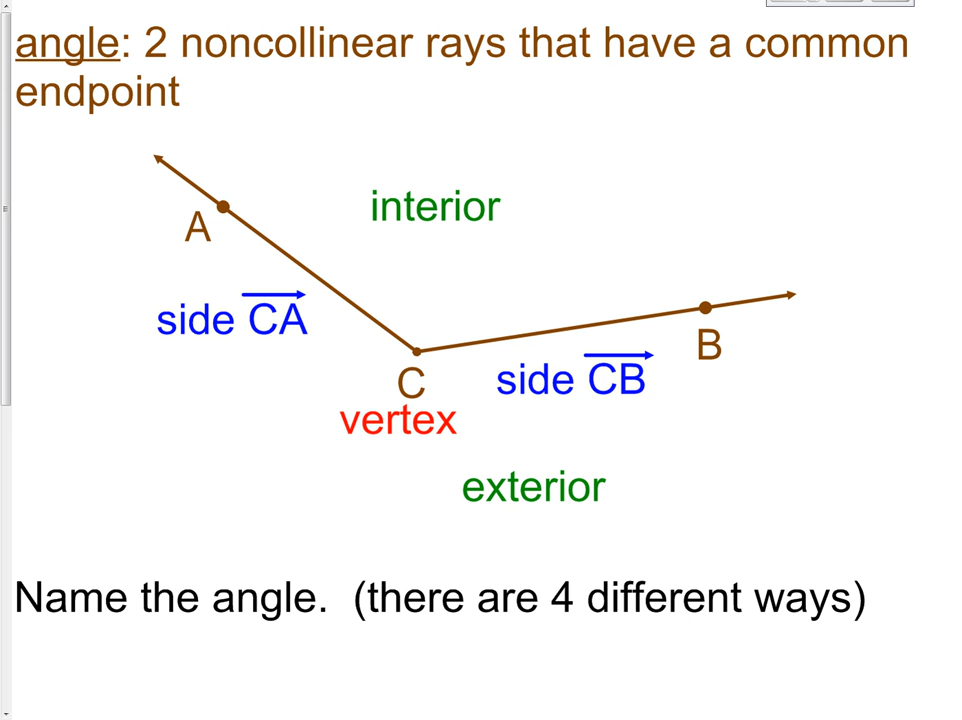 angle: 2 noncollinear rays that have a common
endpoint
interior
A
side CA
B
C
side CB
vertex
exterior
Name the angle. (there are 4 different ways)